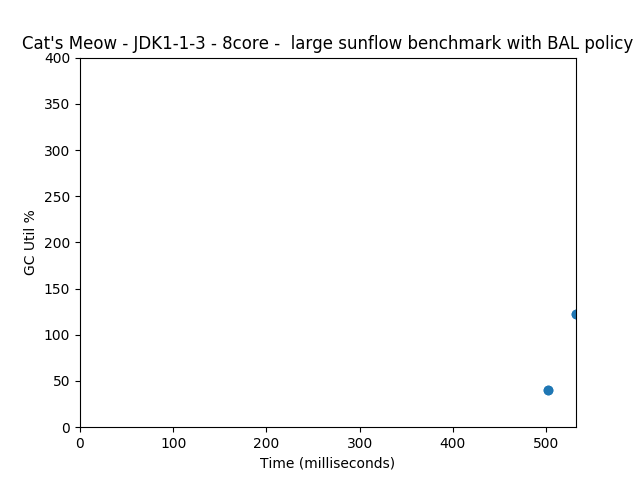 Cat's Meow - JDK1-1-3 - 8core -  large sunflow benchmark with BAL policy
400
350
300
250
200
150
100
50
0
GC Util %
0 100 200 300 400 500
Time (milliseconds)